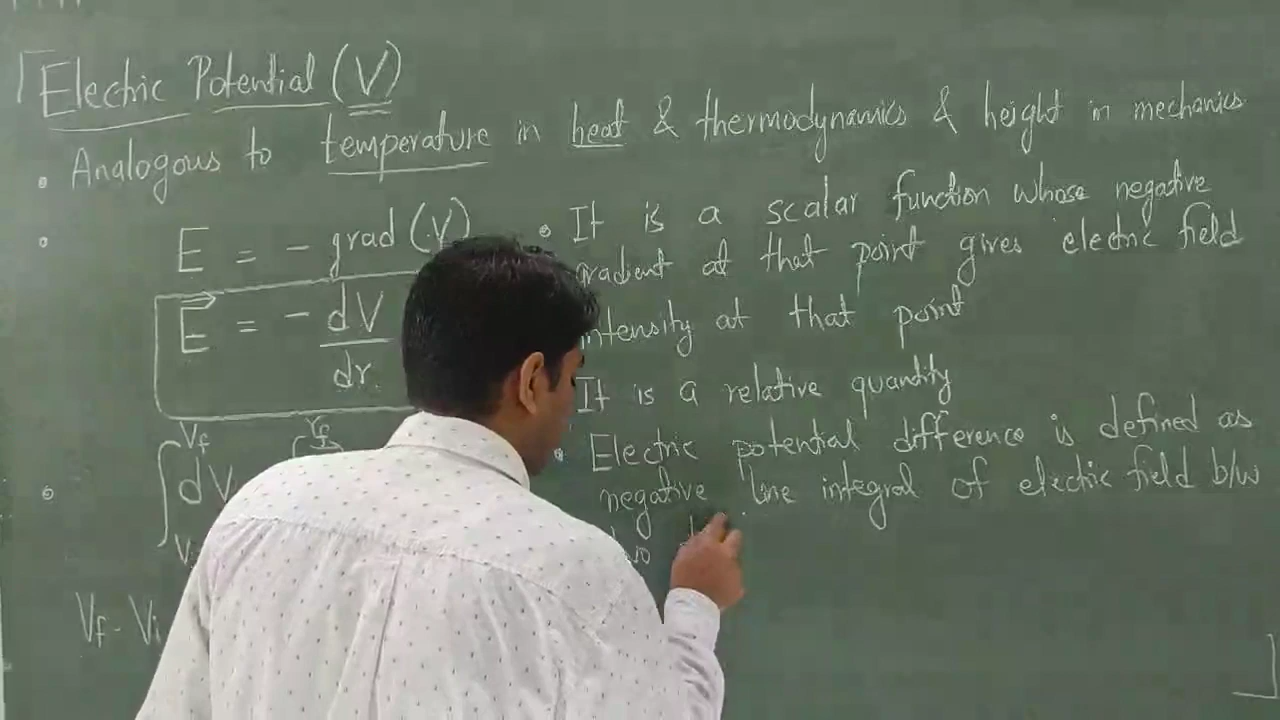 Electric Potential (V)
• Analogous to temperature in heat & thermodynamics & height in mechanics
• E = - grad (V)
E = - dV
dr
• It is a scalar function whose negative
gradient at that point gives electric field
intensity at that point
It is a relative quantity
• Electric potential difference is defined as
negative line integral of electric field b/w
• ∫ dV
Vf
rf
Vf - Vi